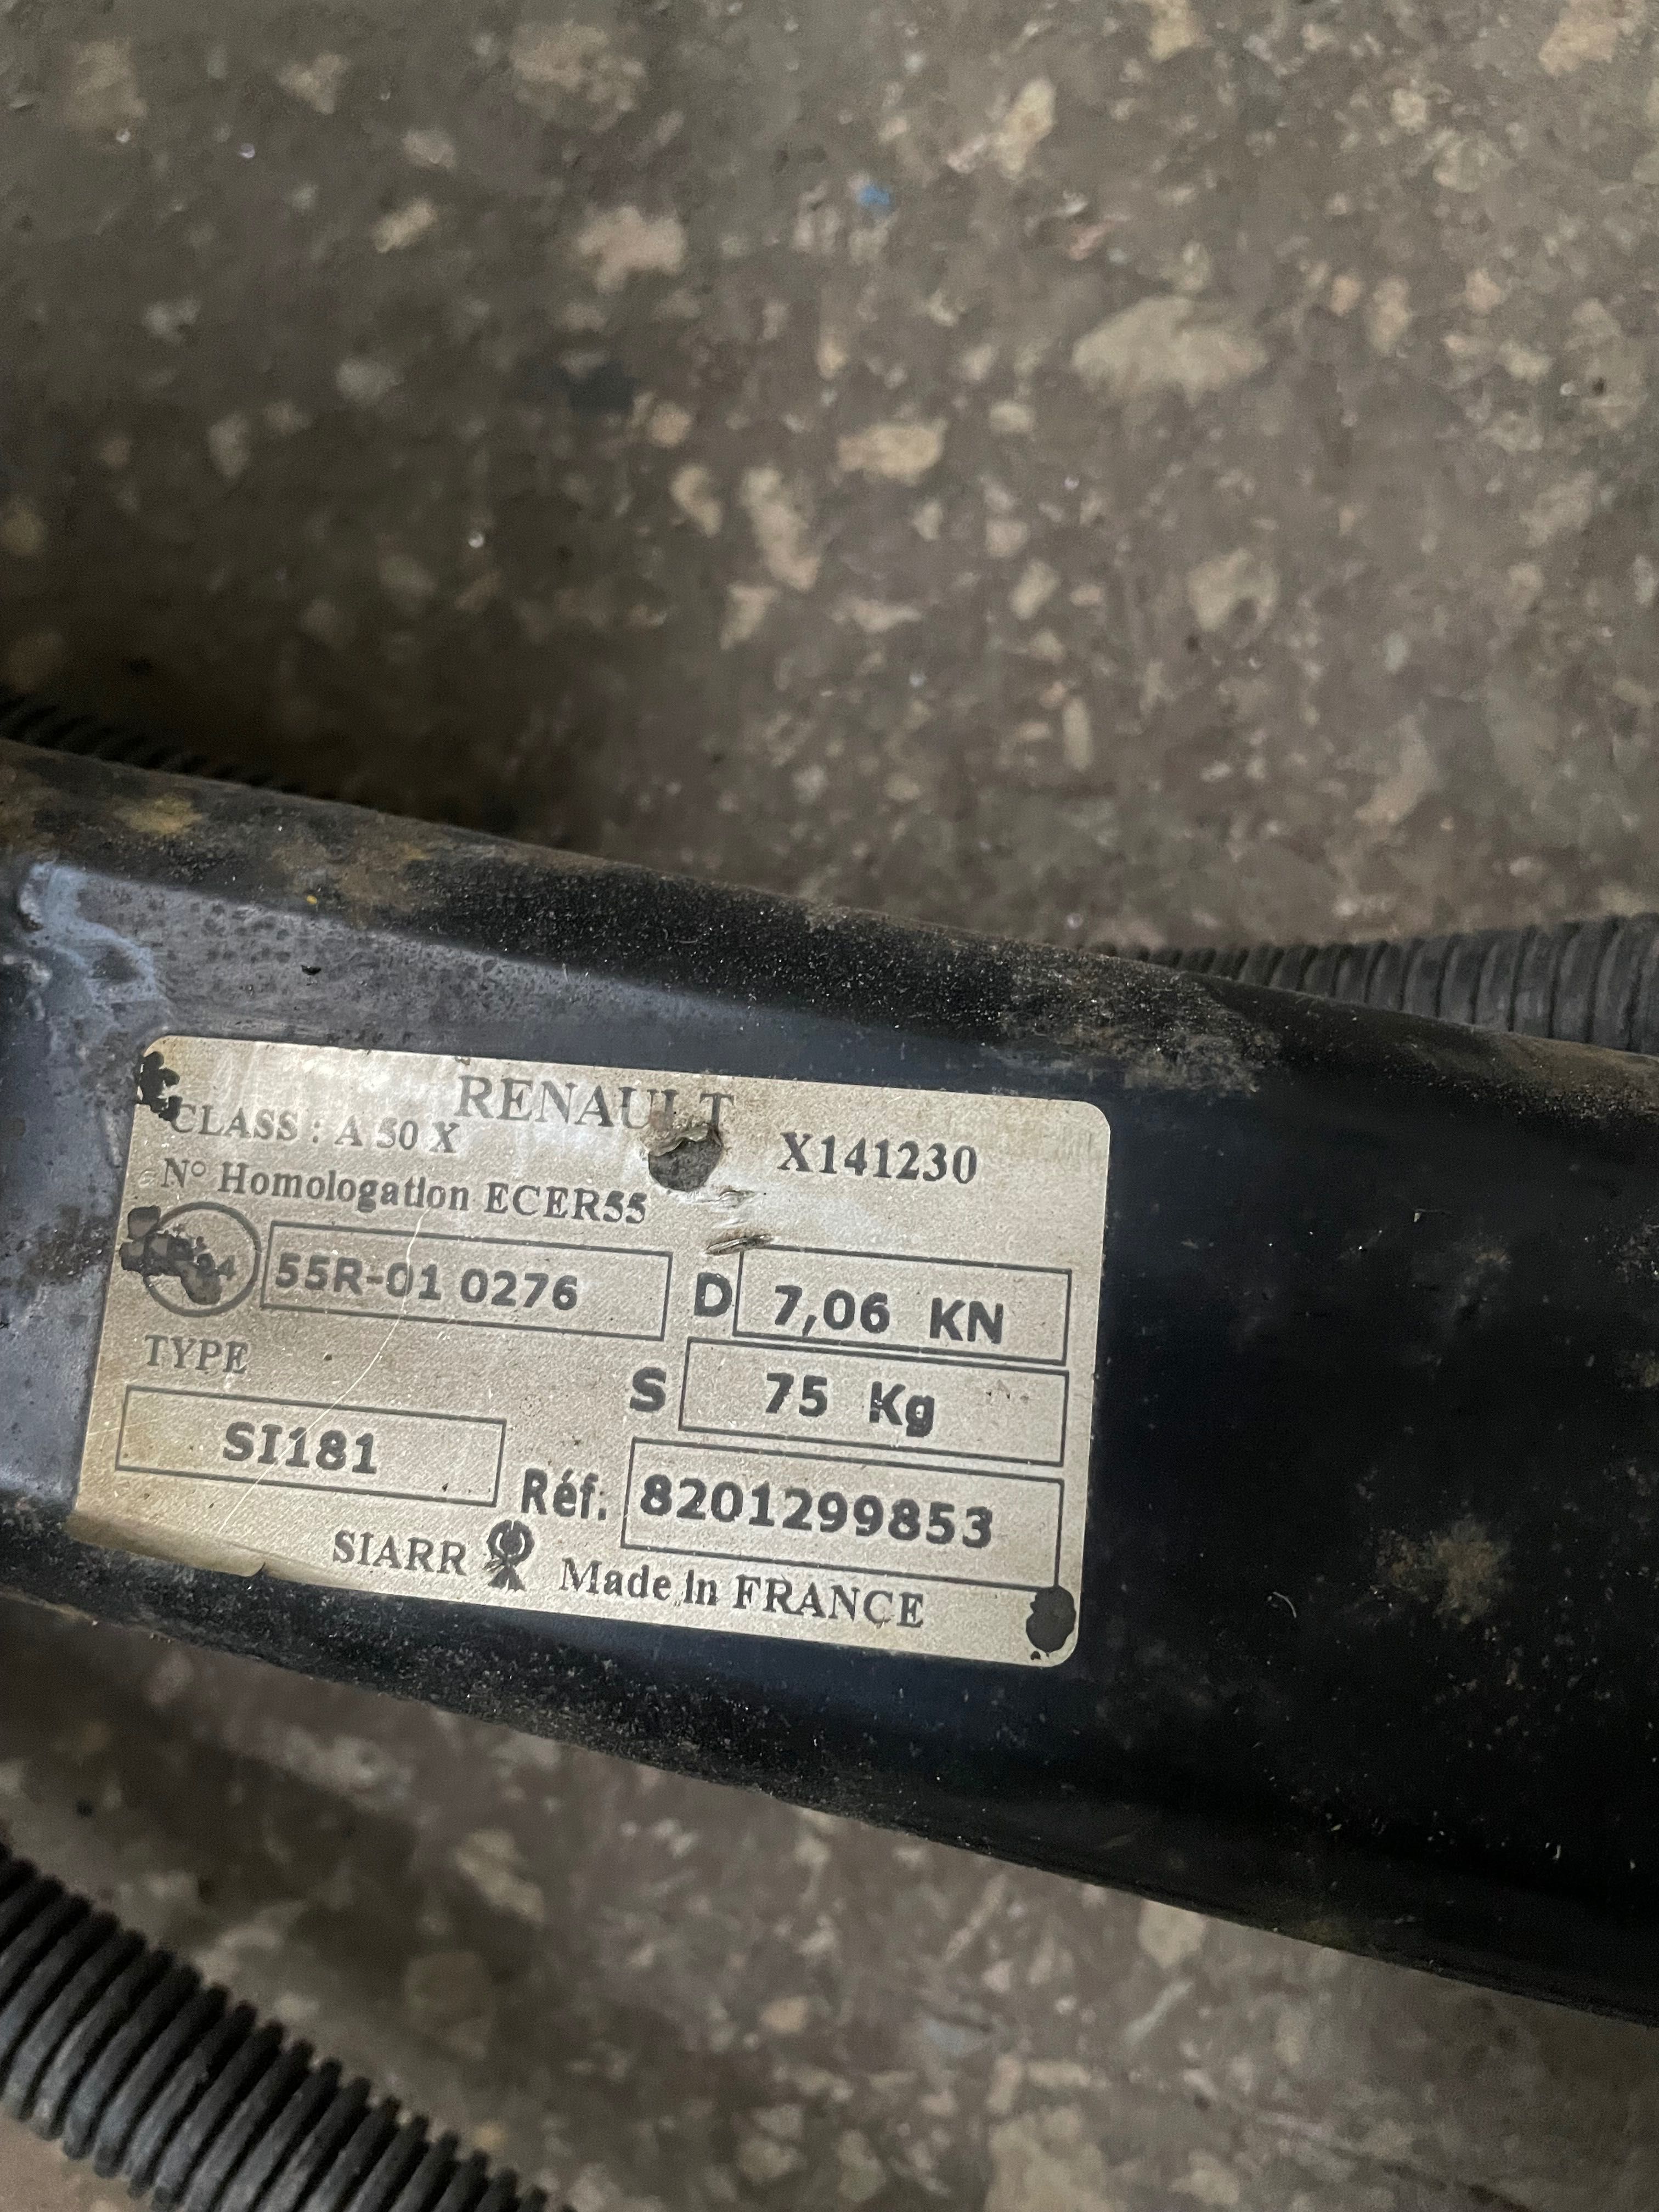 RENAULT
CLASS : A 50 X
X141230
N° Homologation ECER55
55R-01 0276
D 7,06 KN
TYPE
S 75 Kg
SI181
Réf: 8201299853
SIARR Made in FRANCE